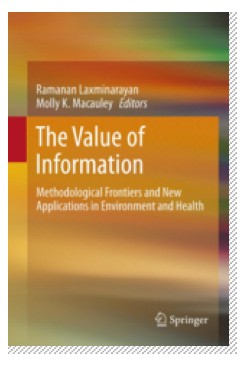 Ramanan Laxminarayan
Molly K. Macauley Editors
The Value of
Information
Methodological Frontiers and New
Applications in Environment and Health
Springer